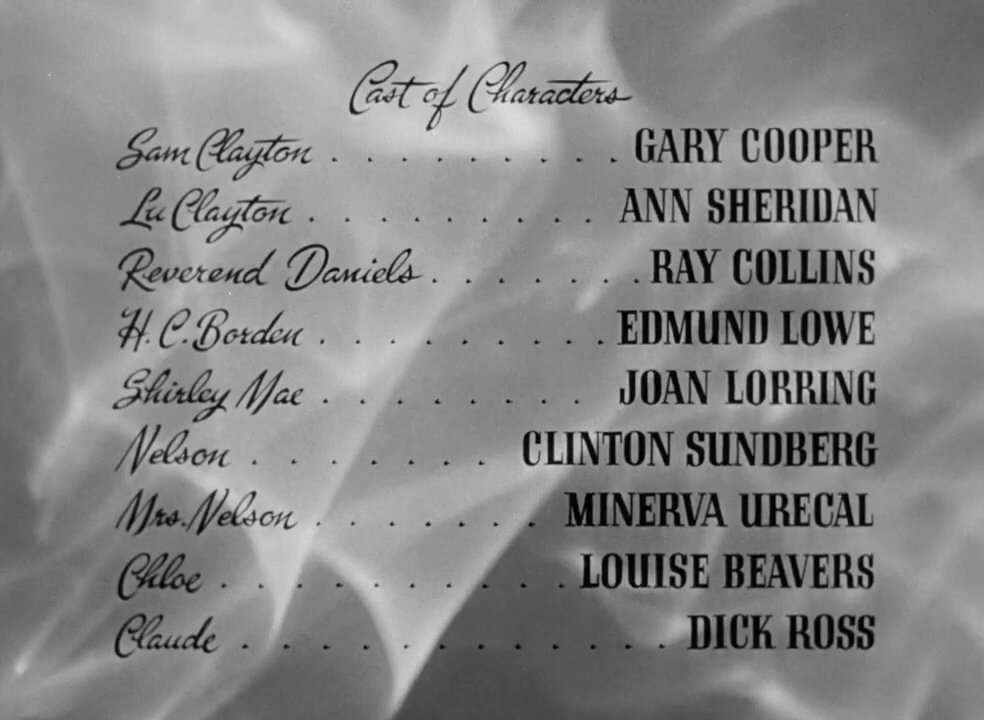 Cast of Characters
Sam Clayton . . . . . . . . . . GARY COOPER
Lu Clayton . . . . . . . . . ANN SHERIDAN
Reverend Daniels . . . . . . . RAY COLLINS
H. C. Borden . . . . . . . . . EDMUND LOWE
Shirley Mae . . . . . . . . JOAN LORRING
Nelson . . . . . . . CLINTON SUNDBERG
Mrs. Nelson . . . . . . . MINERVA URECAL
Chloe . . . . . . . . . . . LOUISE BEAVERS
Claude . . . . . . . . . . . . . DICK ROSS